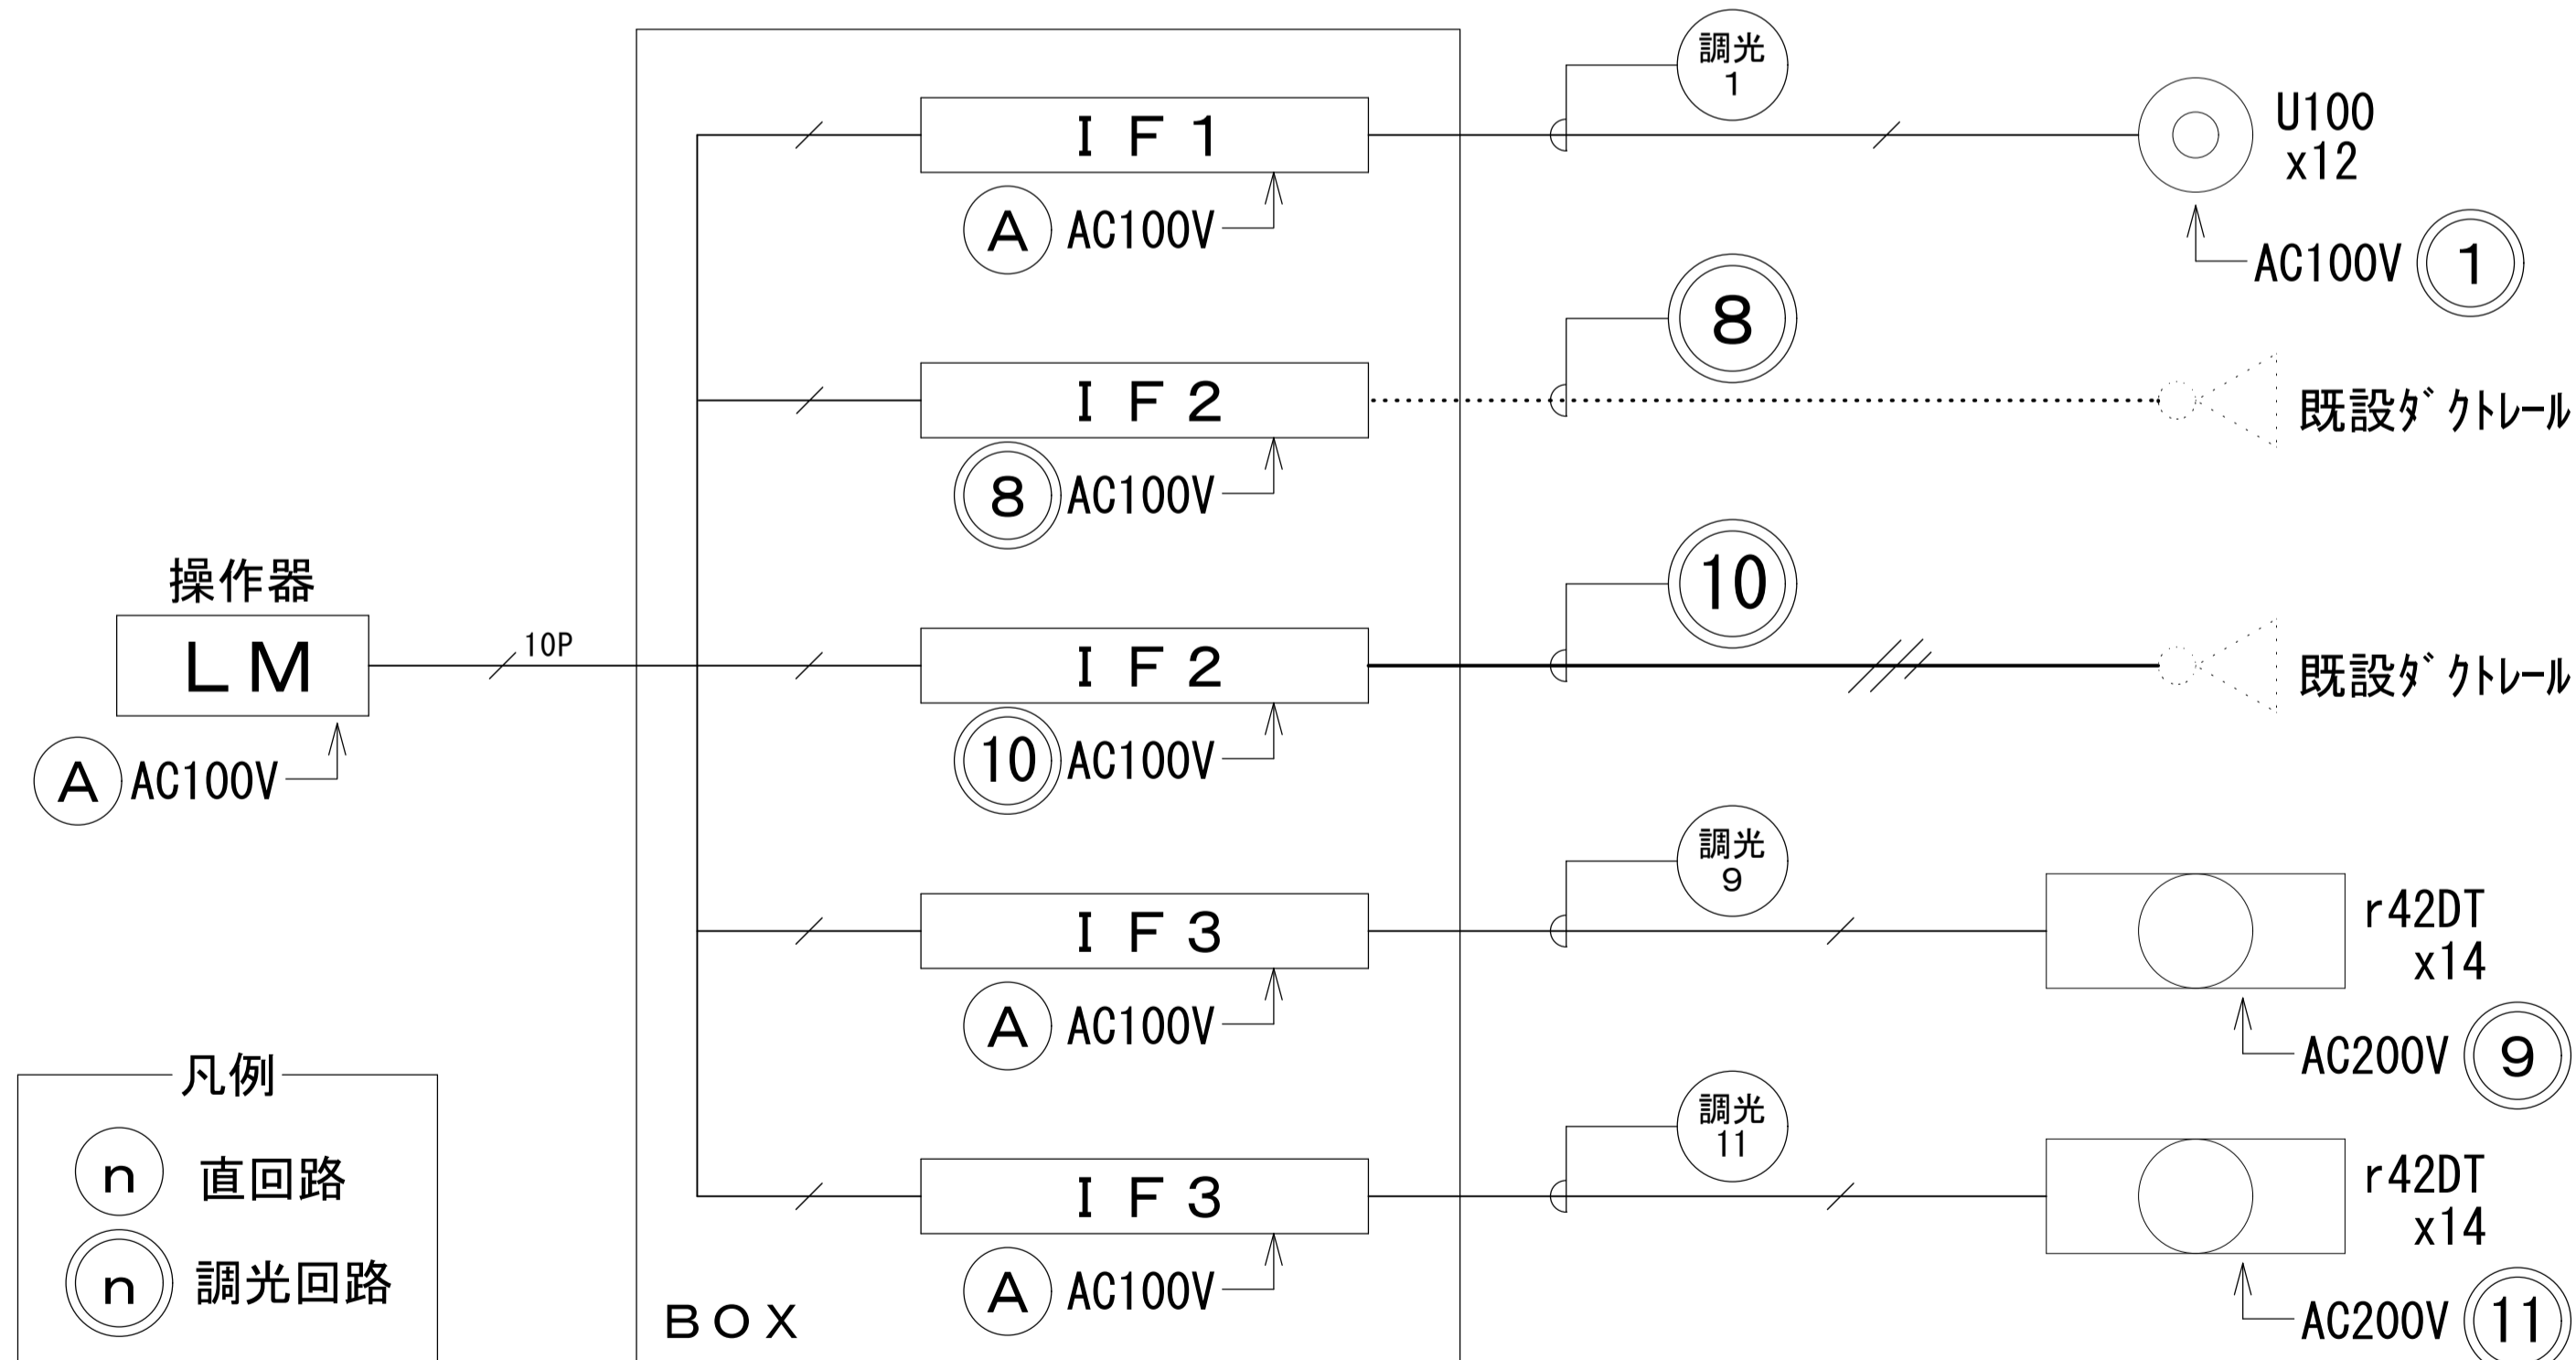 調光
1
IF1
U100
x12
A AC100V
AC100V 1
8
IF2
既設ﾀﾞｸﾄﾚｰﾙ
8 AC100V
10
操作器
LM
10P
IF2
既設ﾀﾞｸﾄﾚｰﾙ
A AC100V
10 AC100V
調光
9
IF3
r42DT
x14
A AC100V
AC200V 9
調光
11
IF3
r42DT
x14
A AC100V
AC200V 11
BOX
凡例
n 直回路
n 調光回路